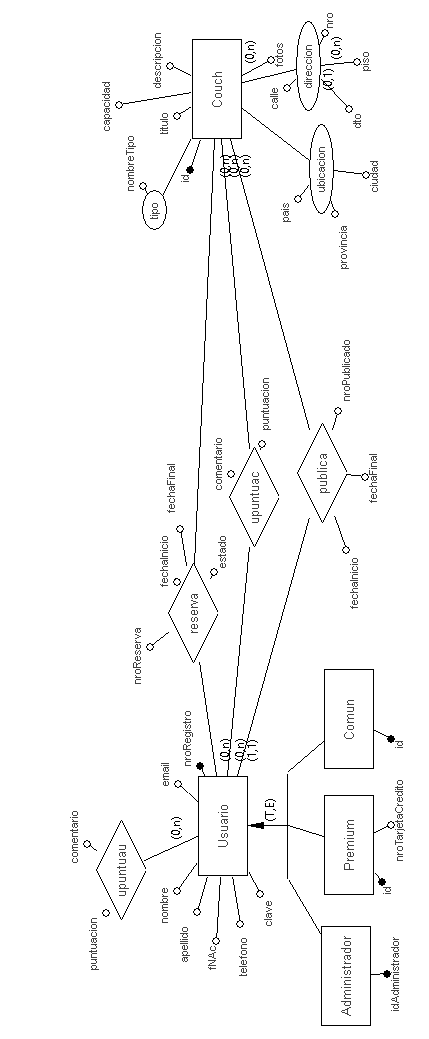 comentario
puntuacion
upuntuau
(0,n)
nombre
apellido
fNAc
telefono
clave
Usuario
email
nroRegistro
(0,n)
(0,n)
(1,1)
(T,E)
Administrador
idAdministrador
Premium
id
nroTarjetaCredito
Comun
id
nroReserva
reserva
fechaInicio
fechaFinal
estado
comentario
upuntuac
puntuacion
fechaInicio
publica
fechaFinal
nroPublicado
(0,n)
(0,n)
(0,n)
nombreTipo
tipo
id
capacidad
titulo
descripcion
Couch
(0,n)
fotos
calle
direccion
nro
(0,n)
piso
(0,1)
dto
ubicacion
pais
provincia
ciudad